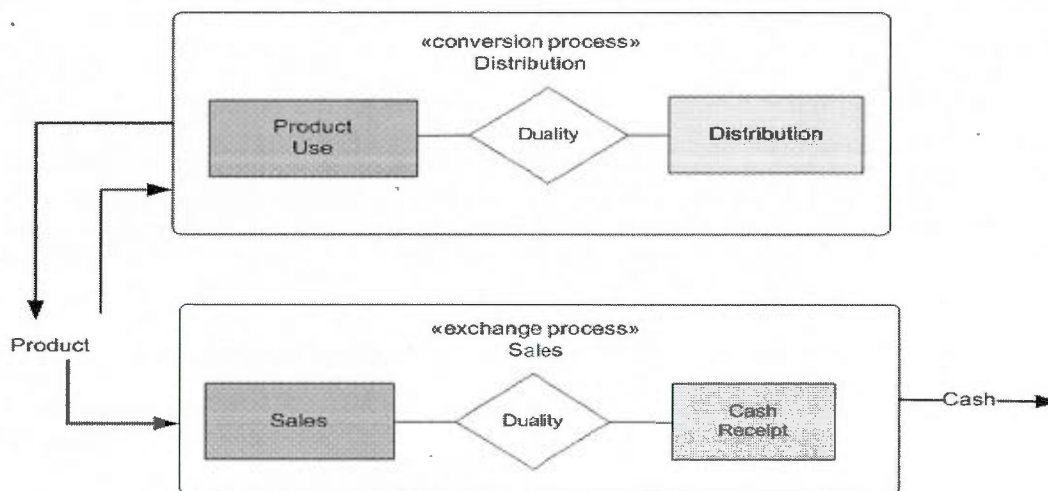 «conversion process»
Distribution
Product
Use
Duality
Distribution
Product
«exchange process»
Sales
Sales
Duality
Cash
Receipt
Cash